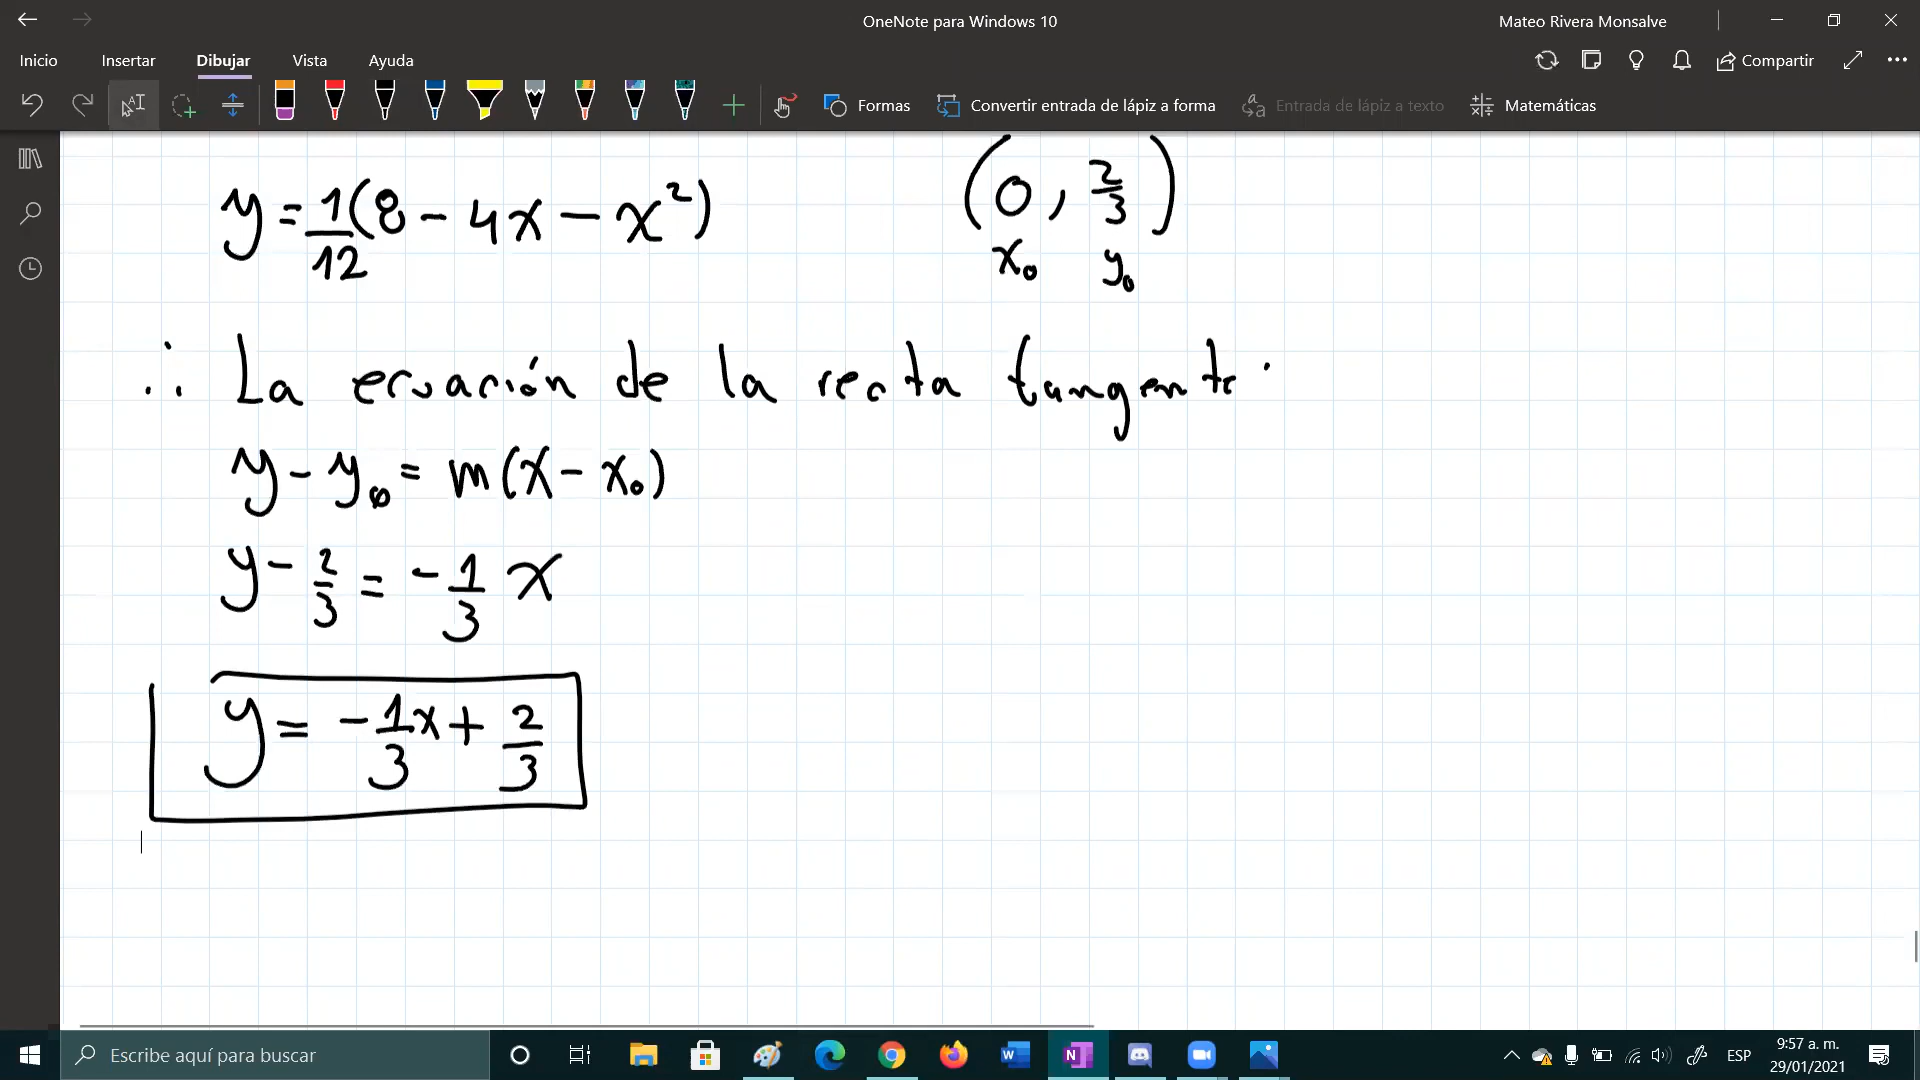 OneNote para Windows 10
Mateo Rivera Monsalve
Inicio Insertar Dibujar Vista Ayuda
Compartir
Formas Convertir entrada de lápiz a forma Entrada de lápiz a texto Matemáticas
y = 1/12 (8 - 4x - x²) (0, 2/3)
x₀ y₀
∴ La ecuación de la recta tangente:
y - y₀ = m(x - x₀)
y - 2/3 = -1/3 x
y = -1/3 x + 2/3
Escribe aquí para buscar
ESP
9:57 a. m.
29/01/2021